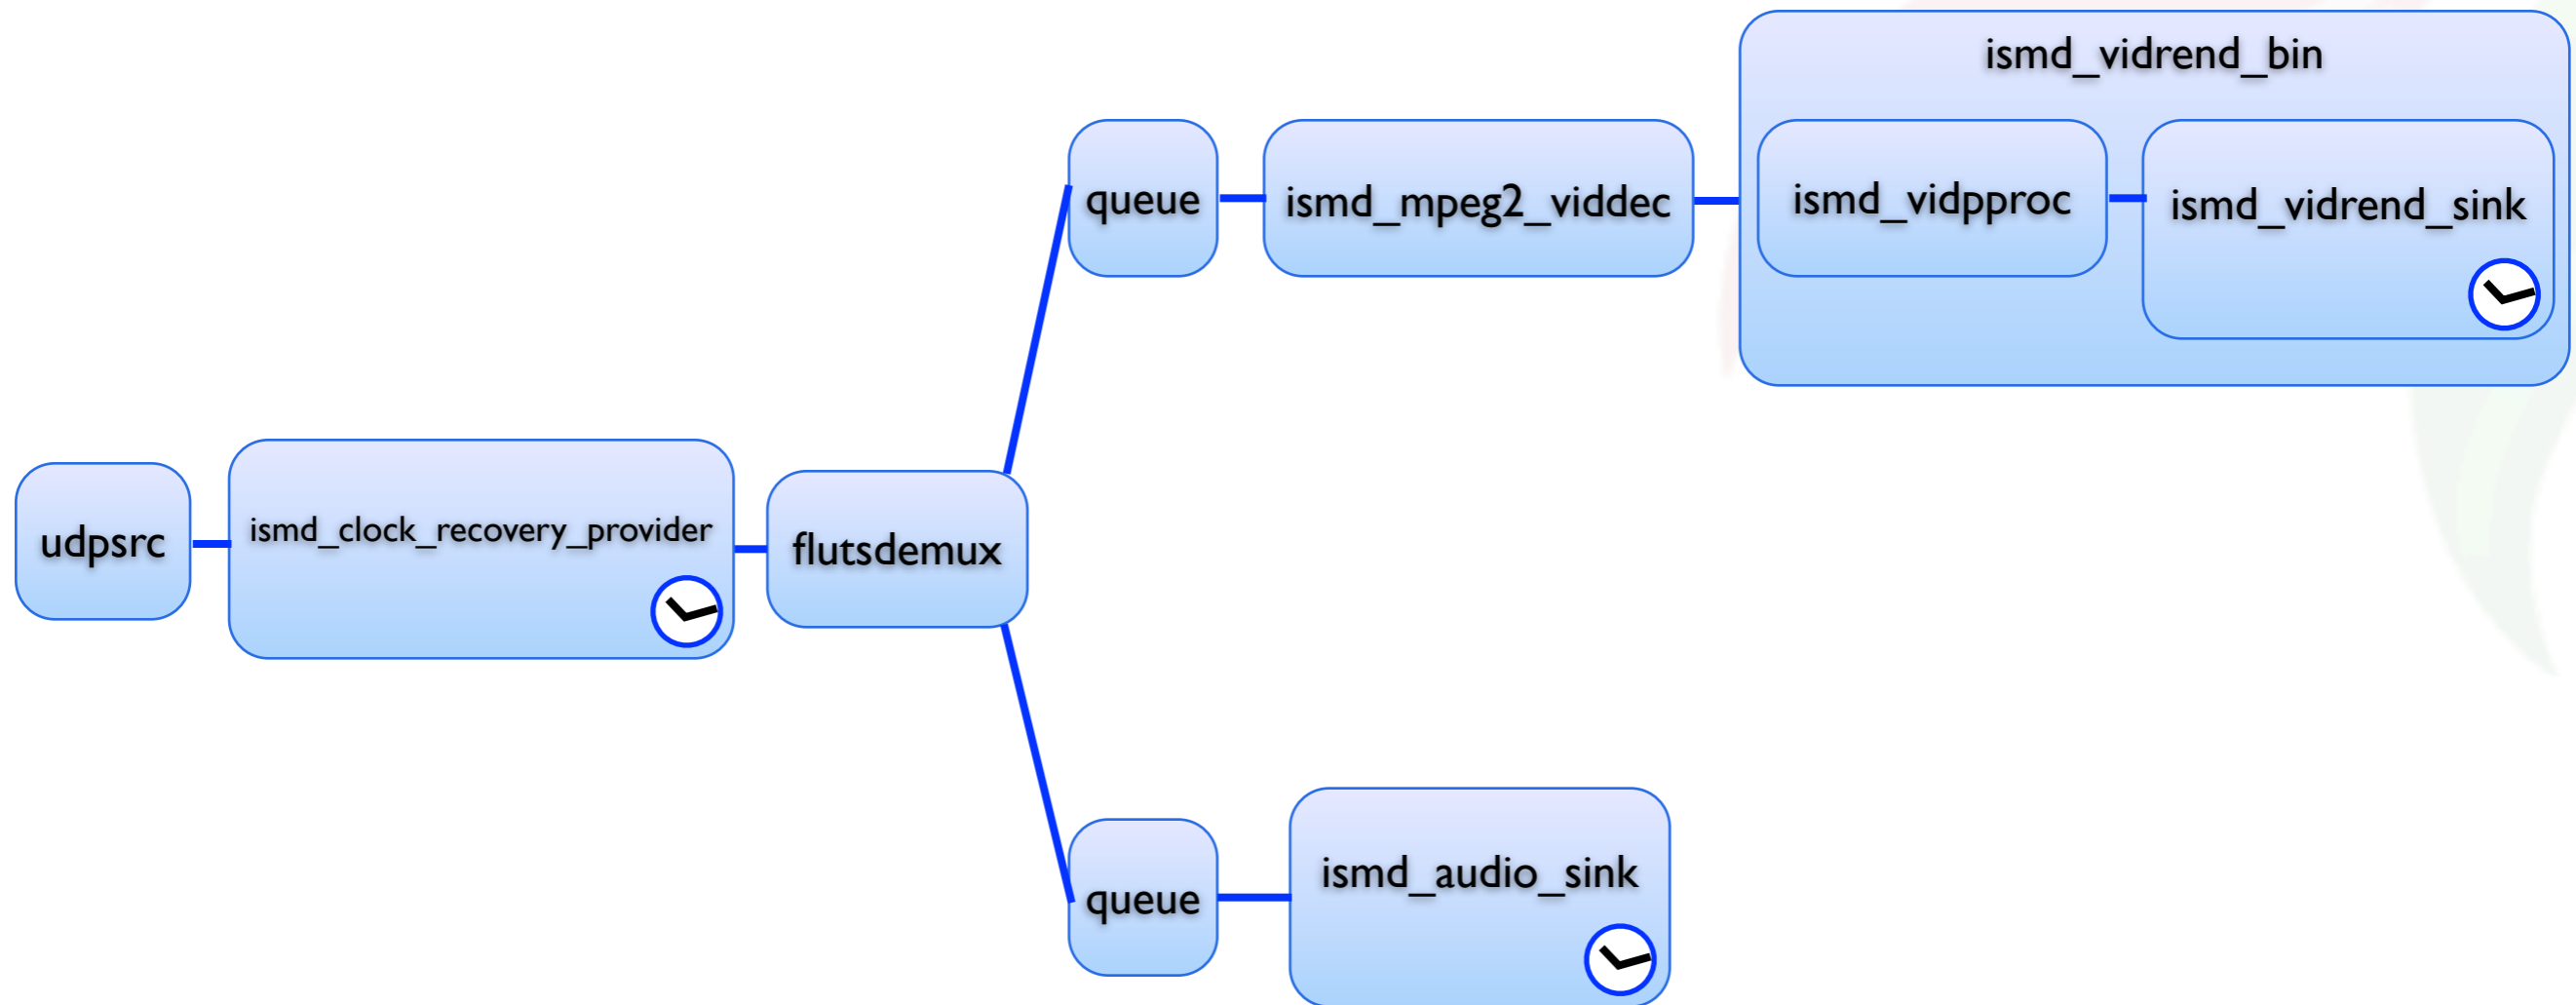 ismd_vidrend_bin
queue
ismd_mpeg2_viddec
ismd_vidpproc
ismd_vidrend_sink
udpsrc
ismd_clock_recovery_provider
flutsdemux
queue
ismd_audio_sink